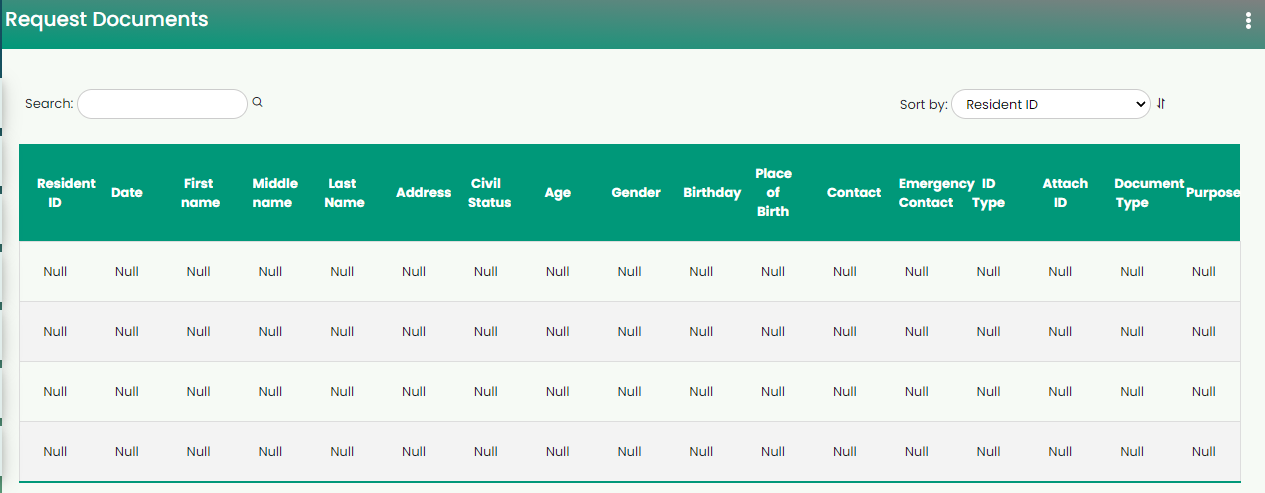 Request Documents
Search:
Sort by: Resident ID
Resident ID Date First name Middle name Last Name Address Civil Status Age Gender Birthday Place of Birth Contact Emergency Contact ID Type Attach ID Document Type Purpose
Null Null Null Null Null Null Null Null Null Null Null Null Null Null Null Null Null
Null Null Null Null Null Null Null Null Null Null Null Null Null Null Null Null Null
Null Null Null Null Null Null Null Null Null Null Null Null Null Null Null Null Null
Null Null Null Null Null Null Null Null Null Null Null Null Null Null Null Null Null